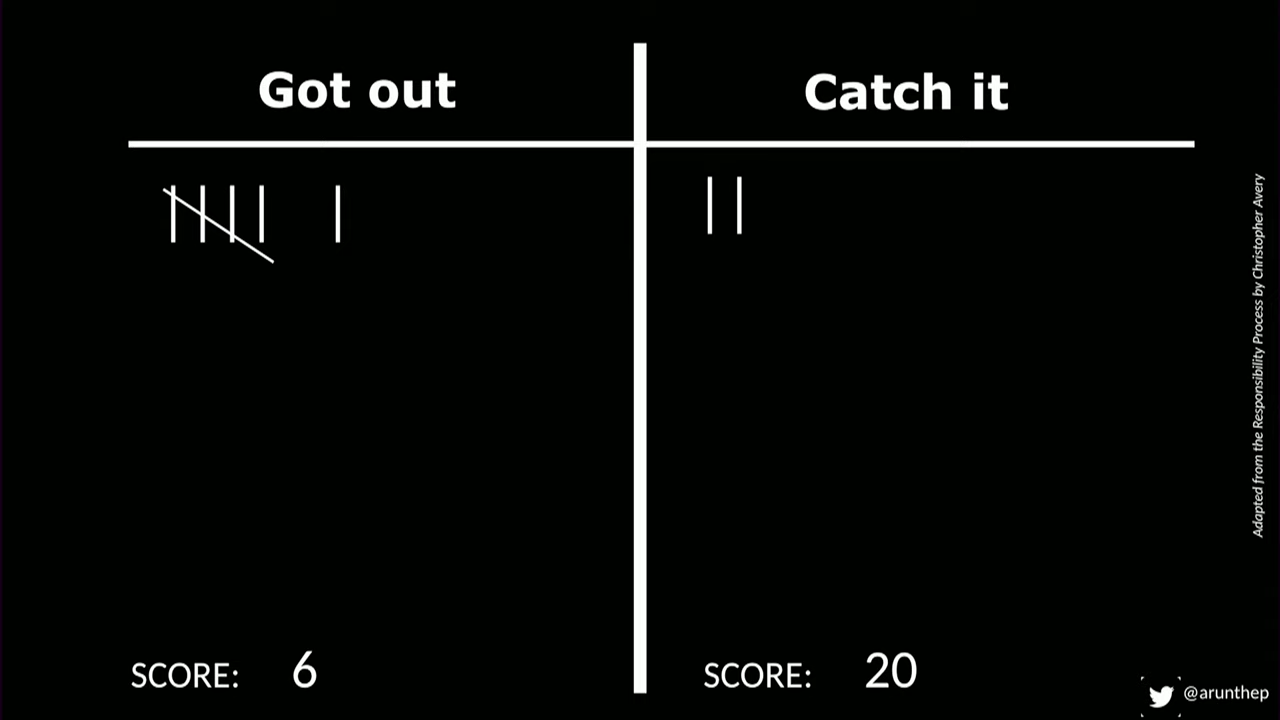 Got out
Catch it
SCORE: 6
SCORE: 20
Adapted from the Responsibility Process by Christopher Avery
@arunthep